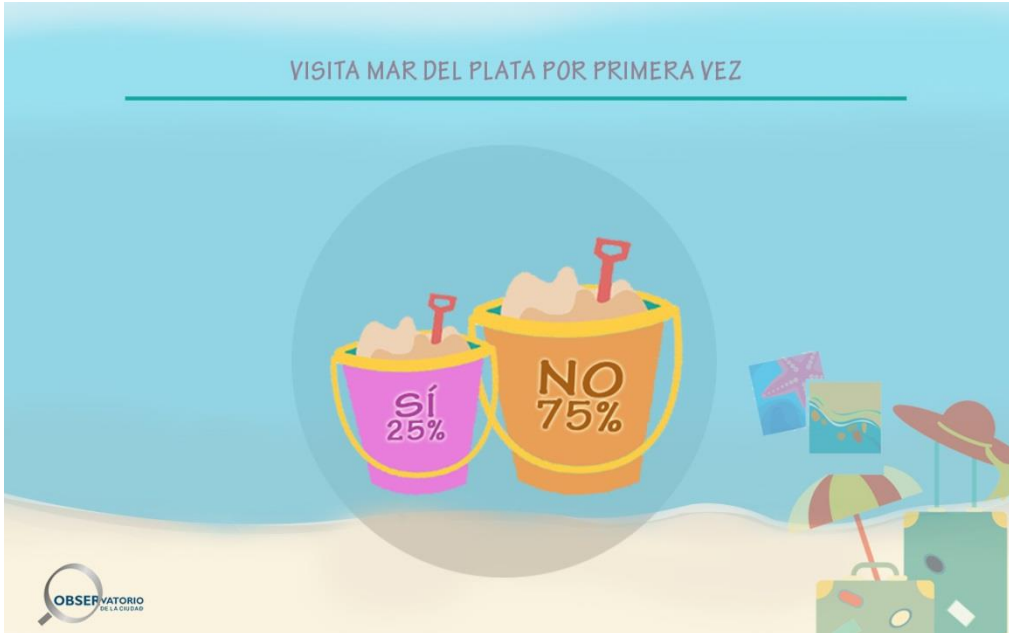 VISITA MAR DEL PLATA POR PRIMERA VEZ
SÍ
25%
NO
75%
OBSERVATORIO
DE LA CIUDAD